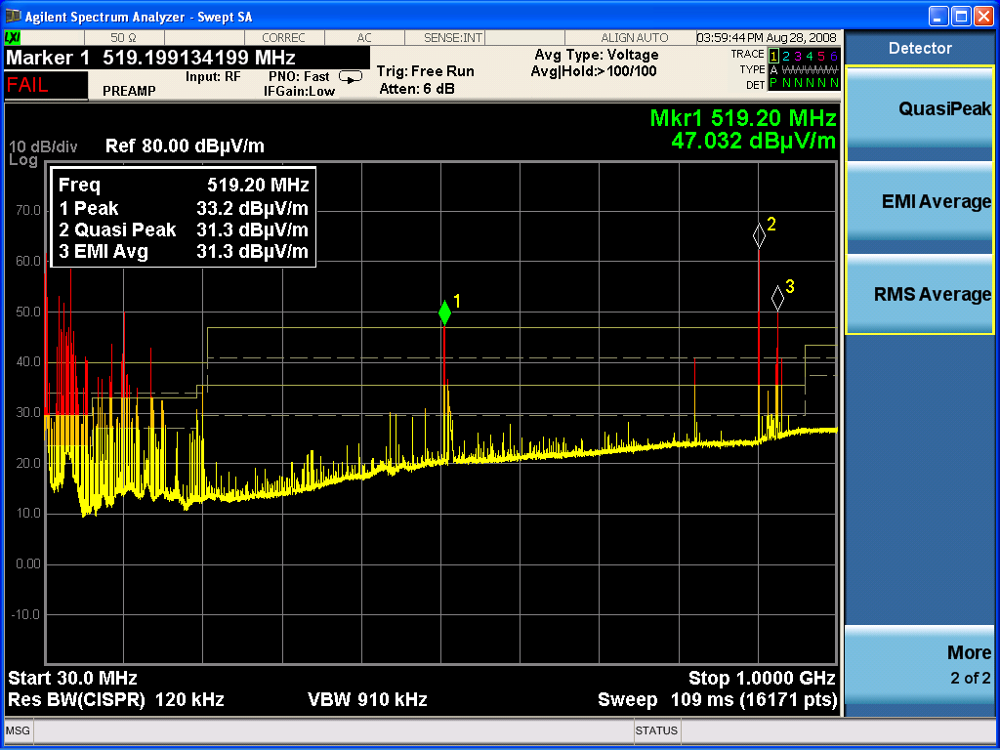 Agilent Spectrum Analyzer - Swept SA
LXI 50 Ω CORREC AC SENSE:INT ALIGN AUTO 03:59:44 PM Aug 28, 2008
Detector
Marker 1 519.199134199 MHz
FAIL
PREAMP
Input: RF
PNO: Fast
IFGain:Low
Trig: Free Run
Atten: 6 dB
Avg Type: Voltage
Avg|Hold:>100/100
TRACE 1 2 3 4 5 6
TYPE A WWWWW
DET P N N N N N
QuasiPeak
EMI Average
RMS Average
More
2 of 2
Mkr1 519.20 MHz
47.032 dBµV/m
10 dB/div
Log
Ref 80.00 dBµV/m
Freq 519.20 MHz
1 Peak 33.2 dBµV/m
2 Quasi Peak 31.3 dBµV/m
3 EMI Avg 31.3 dBµV/m
70.0
60.0
50.0
40.0
30.0
20.0
10.0
0.00
-10.0
1
2
3
Start 30.0 MHz Stop 1.0000 GHz
Res BW(CISPR) 120 kHz VBW 910 kHz Sweep 109 ms (16171 pts)
MSG STATUS